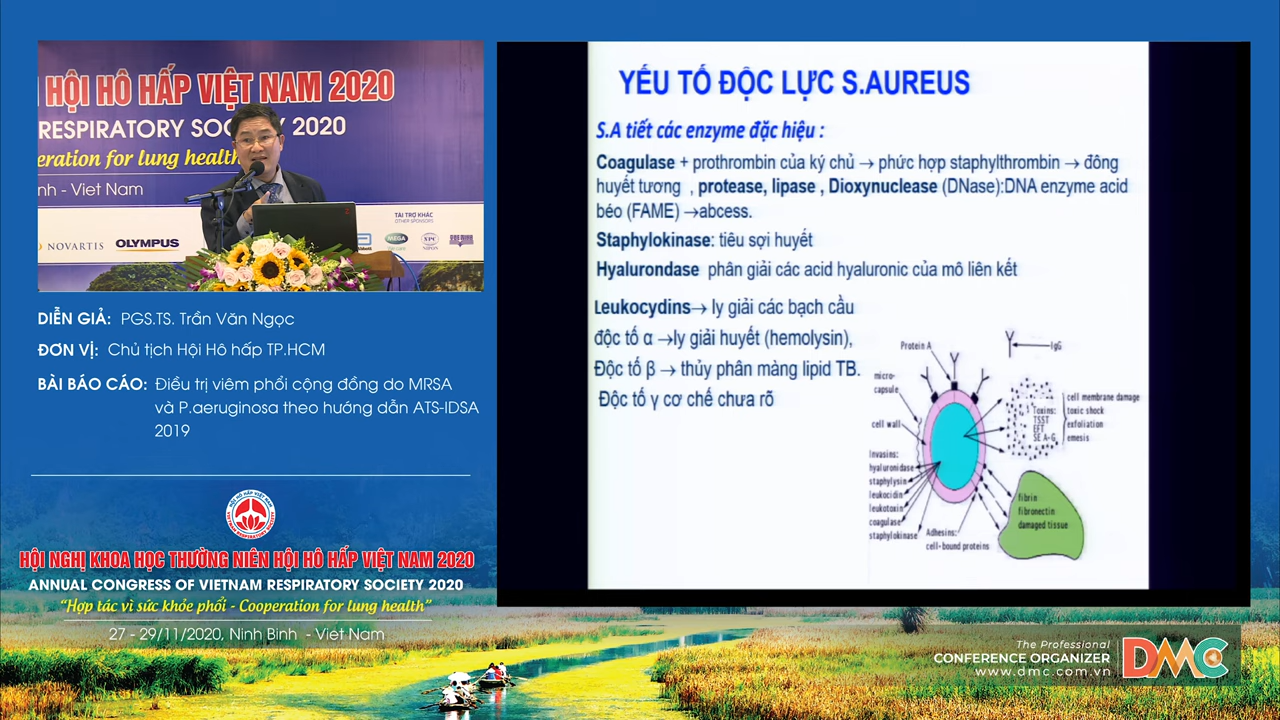 HỘI HÔ HẤP VIỆT NAM 2020
RESPIRATORY SOCIETY 2020
eration for lung health
inh - Viet Nam
TÀI TRỢ KHÁC
OTHER SPONSORS
NOVARTIS
OLYMPUS
MEGA
DIỄN GIẢ: PGS.TS. Trần Văn Ngọc
ĐƠN VỊ: Chủ tịch Hội Hô hấp TP.HCM
BÀI BÁO CÁO: Điều trị viêm phổi cộng đồng do MRSA
và P.aeruginosa theo hướng dẫn ATS-IDSA
2019
HỘI NGHỊ KHOA HỌC THƯỜNG NIÊN HỘI HÔ HẤP VIỆT NAM 2020
ANNUAL CONGRESS OF VIETNAM RESPIRATORY SOCIETY 2020
“Hợp tác vì sức khỏe phổi - Cooperation for lung health”
27 - 29/11/2020, Ninh Binh - Viet Nam
YẾU TỐ ĐỘC LỰC S.AUREUS
S.A tiết các enzyme đặc hiệu :
Coagulase + prothrombin của ký chủ → phức hợp staphylthrombin → đông
huyết tương , protease, lipase , Dioxynuclease (DNase):DNA enzyme acid
béo (FAME) →abcess.
Staphylokinase: tiêu sợi huyết
Hyalurondase phân giải các acid hyaluronic của mô liên kết
Leukocydins→ ly giải các bạch cầu
độc tố α →ly giải huyết (hemolysin),
Độc tố β → thủy phân màng lipid TB.
Độc tố γ cơ chế chưa rõ
Protein A
IgG
micro-
capsule
cell wall
Toxins:
TSST
EFT
SE A-G
cell membrane damage
toxic shock
exfoliation
emesis
Invasins:
hyaluronidase
staphylysin
leukocidin
leukotoxin
coagulase
staphylokinase
Adhesins:
cell-bound proteins
fibrin
fibronectin
damaged tissue
The Professional
CONFERENCE ORGANIZER
www.dmc.com.vn
DMC